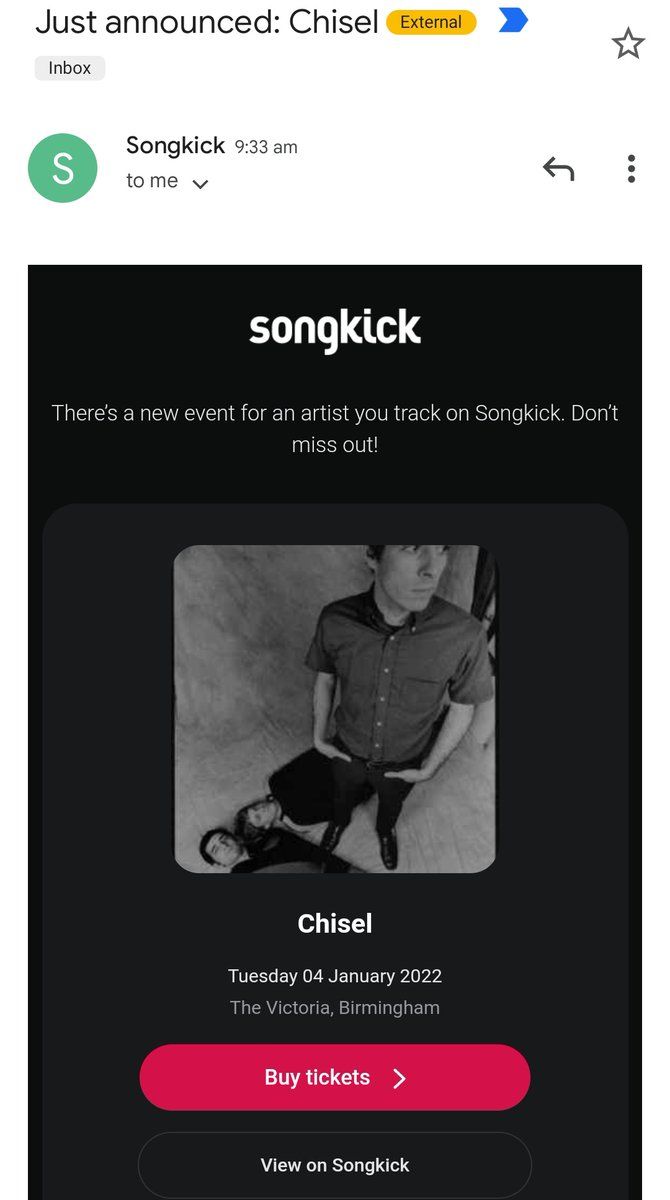 Just announced: Chisel External
Inbox
S
Songkick 9:33 am
to me
songkick
There's a new event for an artist you track on Songkick. Don't
miss out!
Chisel
Tuesday 04 January 2022
The Victoria, Birmingham
Buy tickets
View on Songkick